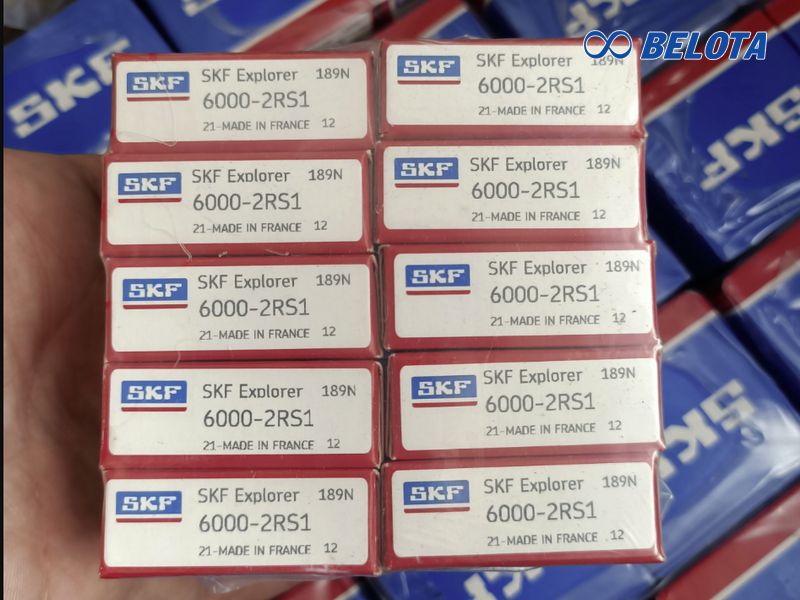 BELOTA
SKF
SKF Explorer 189N
6000-2RS1
21-MADE IN FRANCE 12
SKF
SKF Explorer 189N
6000-2RS1
21-MADE IN FRANCE 12
SKF
SKF Explorer 189N
6000-2RS1
21-MADE IN FRANCE 12
SKF
SKF Explorer 189N
6000-2RS1
21-MADE IN FRANCE 12
SKF
SKF Explorer 189N
6000-2RS1
21-MADE IN FRANCE 12
SKF
SKF Explorer 189N
6000-2RS1
21-MADE IN FRANCE 12
SKF
SKF Explorer 189N
6000-2RS1
21-MADE IN FRANCE 12
SKF
SKF Explorer 189N
6000-2RS1
21-MADE IN FRANCE 12
SKF
SKF Explorer 189N
6000-2RS1
21-MADE IN FRANCE 12
SKF
SKF Explorer 189N
6000-2RS1
21-MADE IN FRANCE 12
SKF
SKF
SKF
SKF